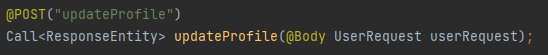 @POST("updateProfile")
Call<ResponseEntity> updateProfile(@Body UserRequest userRequest);